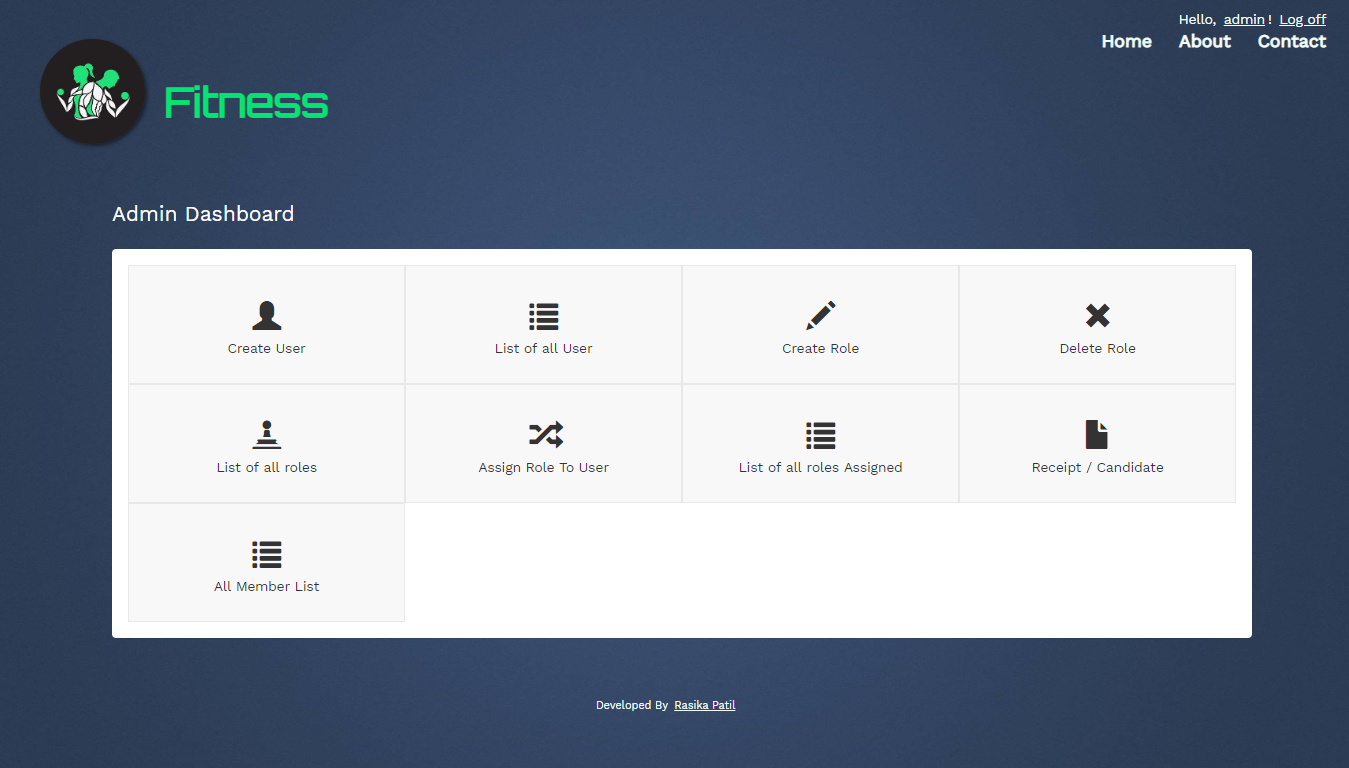 Hello, admin ! Log off
Home About Contact
Fitness
Admin Dashboard
Create User
List of all User
Create Role
Delete Role
List of all roles
Assign Role To User
List of all roles Assigned
Receipt / Candidate
All Member List
Developed By Rasika Patil